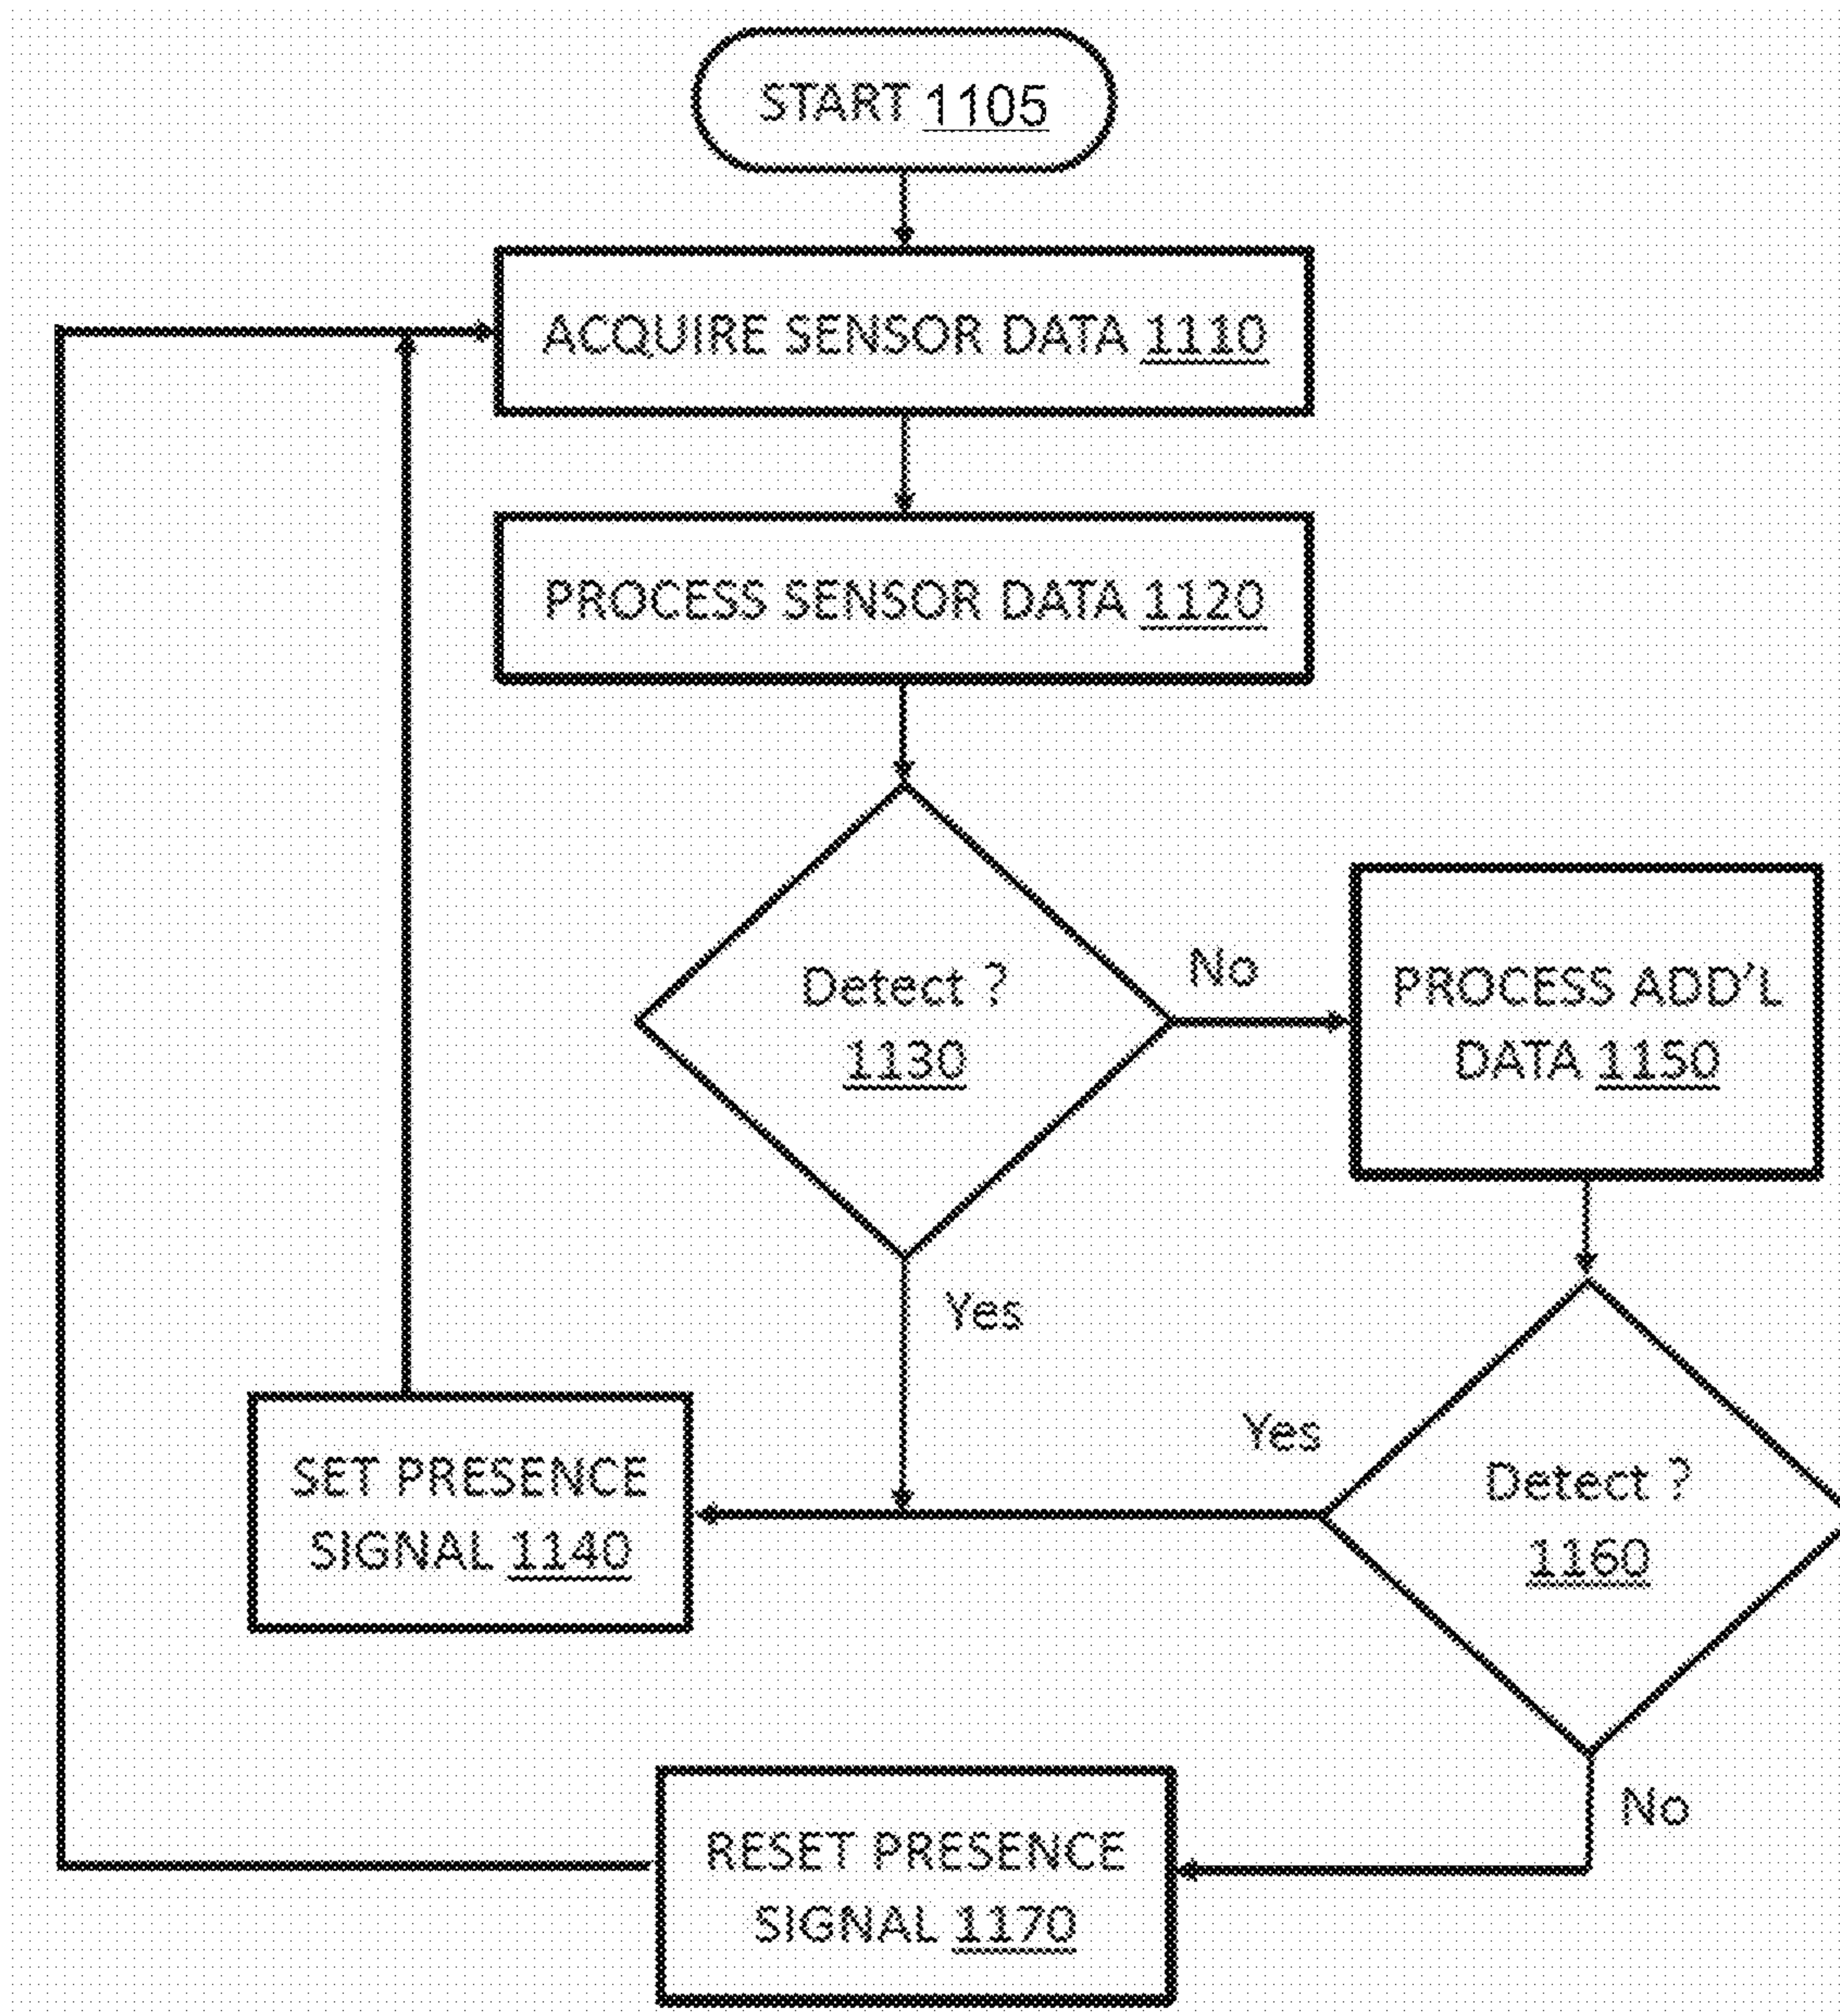 START 1105
ACQUIRE SENSOR DATA 1110
PROCESS SENSOR DATA 1120
Detect ?
1130
No
PROCESS ADD'L
DATA 1150
Yes
Yes
Detect ?
1160
SET PRESENCE
SIGNAL 1140
No
RESET PRESENCE
SIGNAL 1170